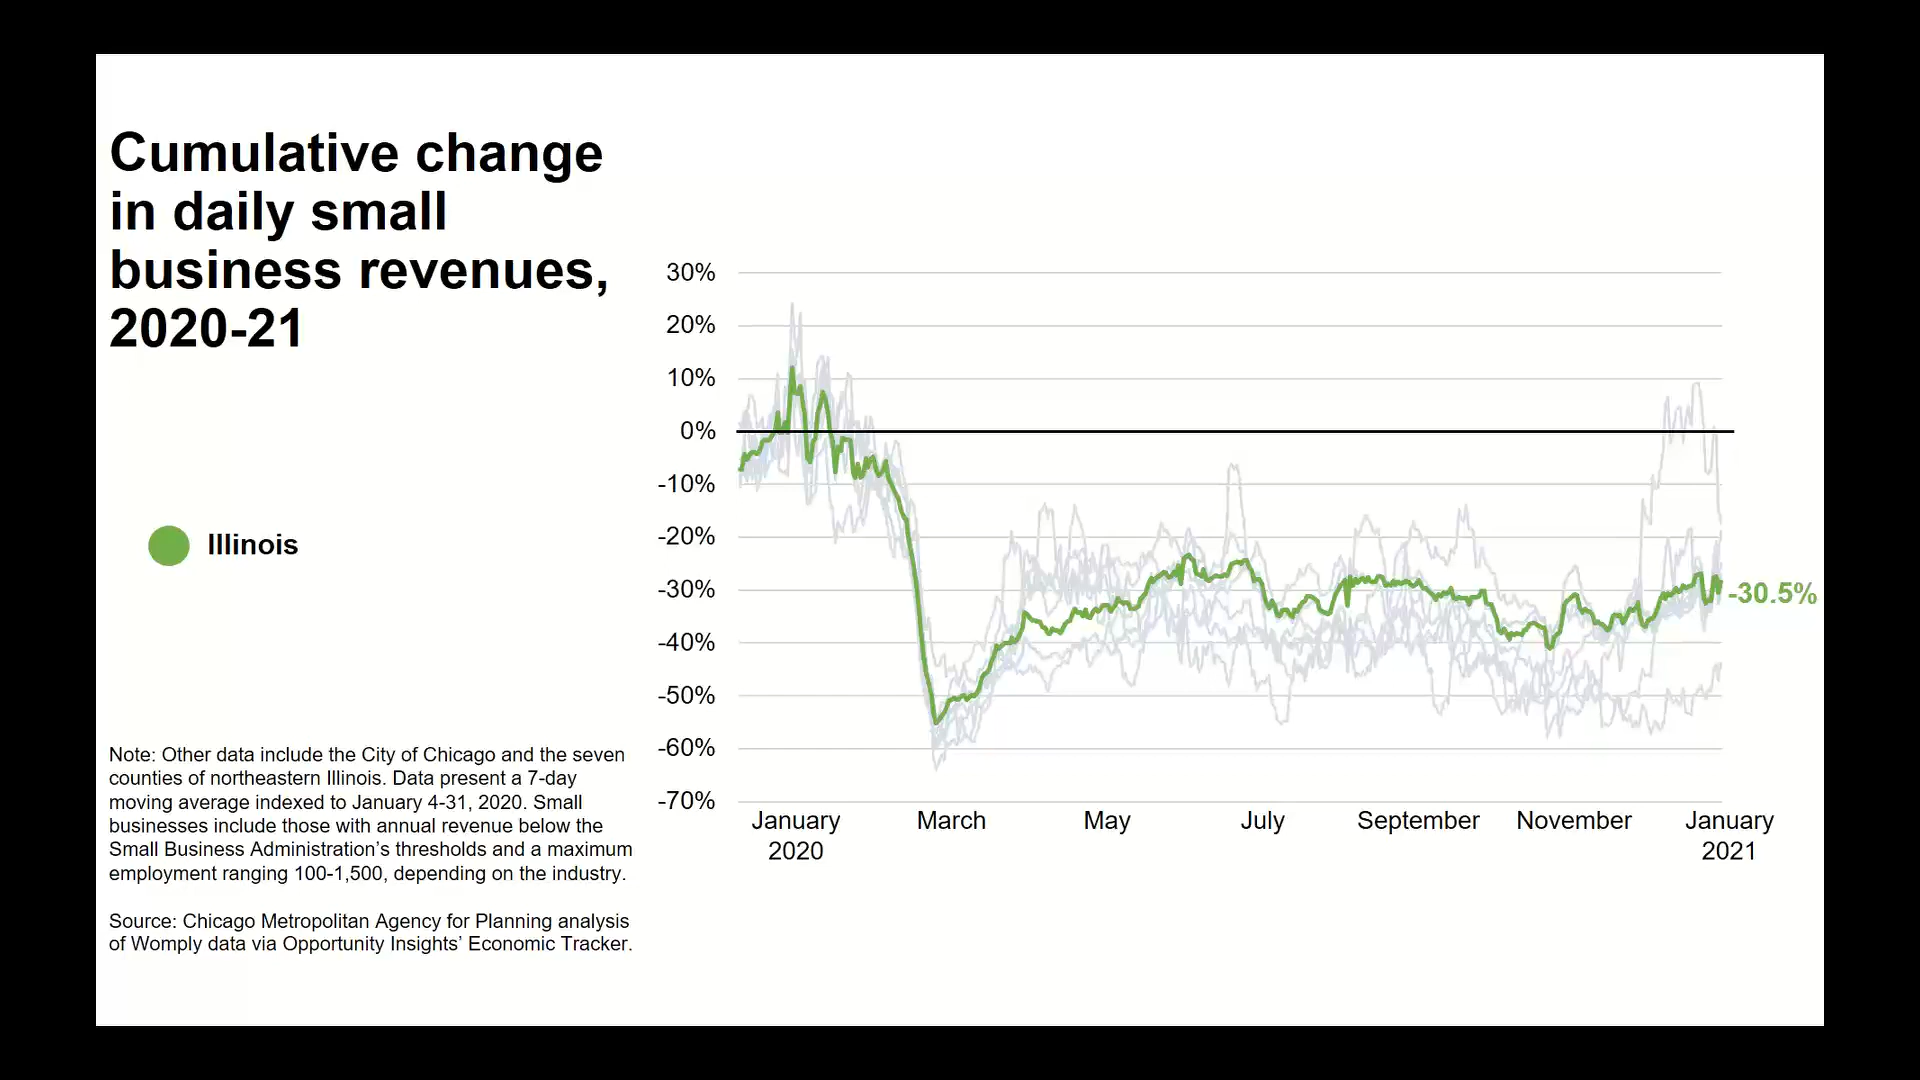 Cumulative change
in daily small
business revenues,
2020-21
Illinois
Note: Other data include the City of Chicago and the seven
counties of northeastern Illinois. Data present a 7-day
moving average indexed to January 4-31, 2020. Small
businesses include those with annual revenue below the
Small Business Administration’s thresholds and a maximum
employment ranging 100-1,500, depending on the industry.
Source: Chicago Metropolitan Agency for Planning analysis
of Womply data via Opportunity Insights’ Economic Tracker.
30%
20%
10%
0%
-10%
-20%
-30%
-40%
-50%
-60%
-70%
-30.5%
January March May July September November January
2020 2021